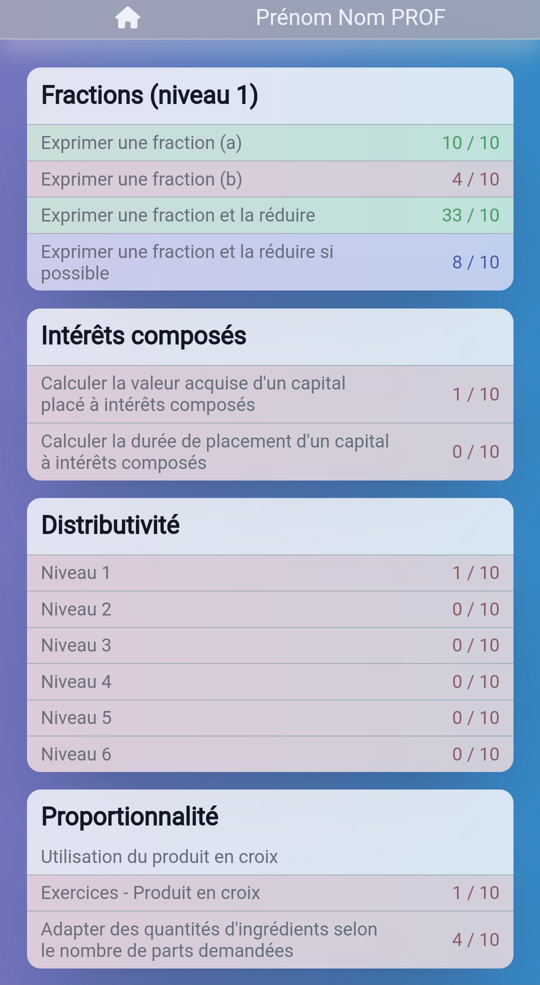 Prénom Nom PROF
Fractions (niveau 1)
Exprimer une fraction (a) 10 / 10
Exprimer une fraction (b) 4 / 10
Exprimer une fraction et la réduire 33 / 10
Exprimer une fraction et la réduire si
possible 8 / 10
Intérêts composés
Calculer la valeur acquise d'un capital
placé à intérêts composés 1 / 10
Calculer la durée de placement d'un capital
à intérêts composés 0 / 10
Distributivité
Niveau 1 1 / 10
Niveau 2 0 / 10
Niveau 3 0 / 10
Niveau 4 0 / 10
Niveau 5 0 / 10
Niveau 6 0 / 10
Proportionnalité
Utilisation du produit en croix
Exercices - Produit en croix 1 / 10
Adapter des quantités d'ingrédients selon
le nombre de parts demandées 4 / 10